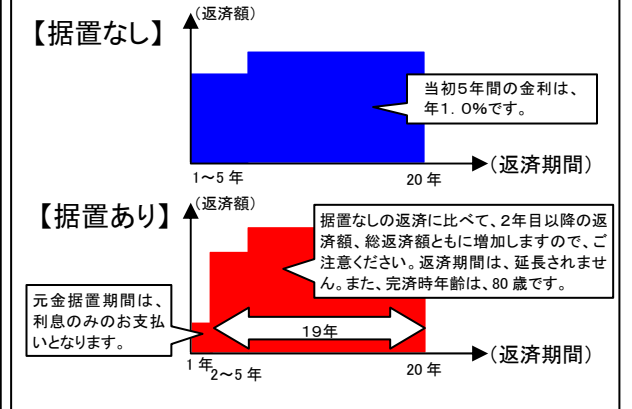 【据置なし】
(返済額)
当初5年間の金利は、
年1.0%です。
1~5 年
20 年
(返済期間)
【据置あり】
(返済額)
据置なしの返済に比べて、2年目以降の返
済額、総返済額ともに増加しますので、ご
注意ください。返済期間は、延長されませ
ん。また、完済時年齢は、80 歳です。
元金据置期間は、
利息のみのお支払
いとなります。
19年
1 年
2~5 年
20 年
(返済期間)